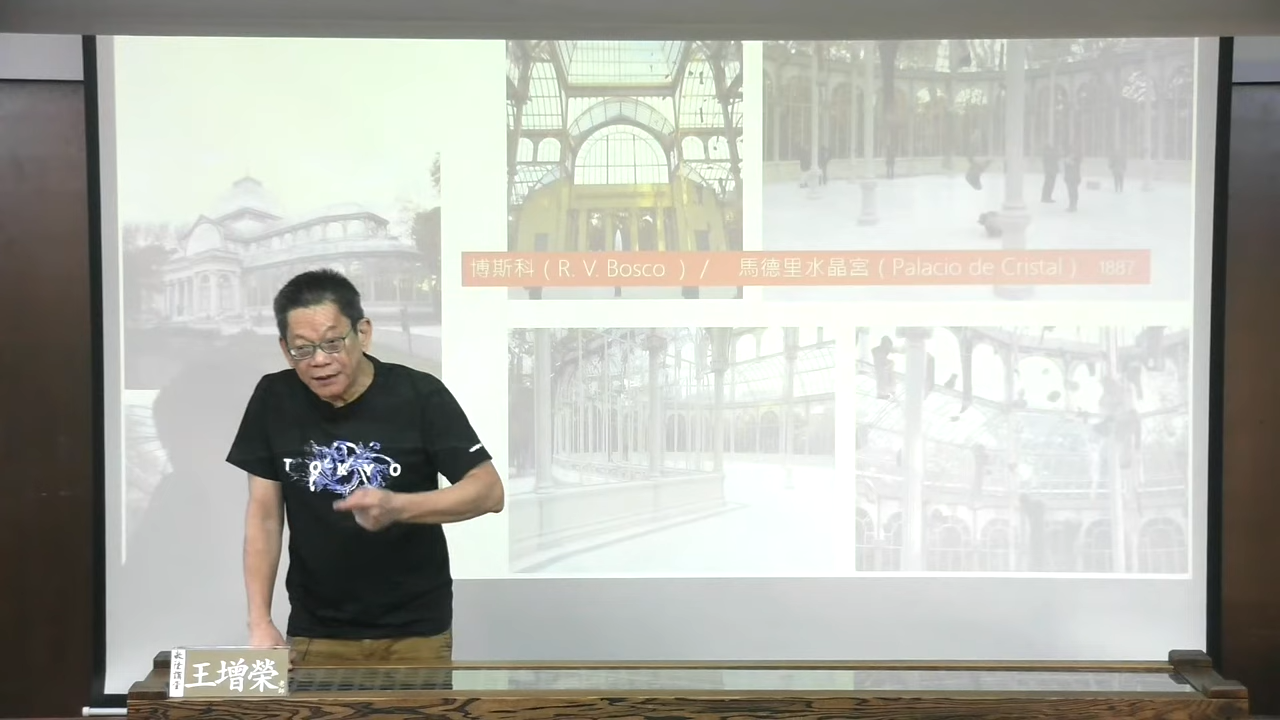 博斯科（R. V. Bosco ）/ 馬德里水晶宮（Palacio de Cristal） 1887
TOKYO
王增榮